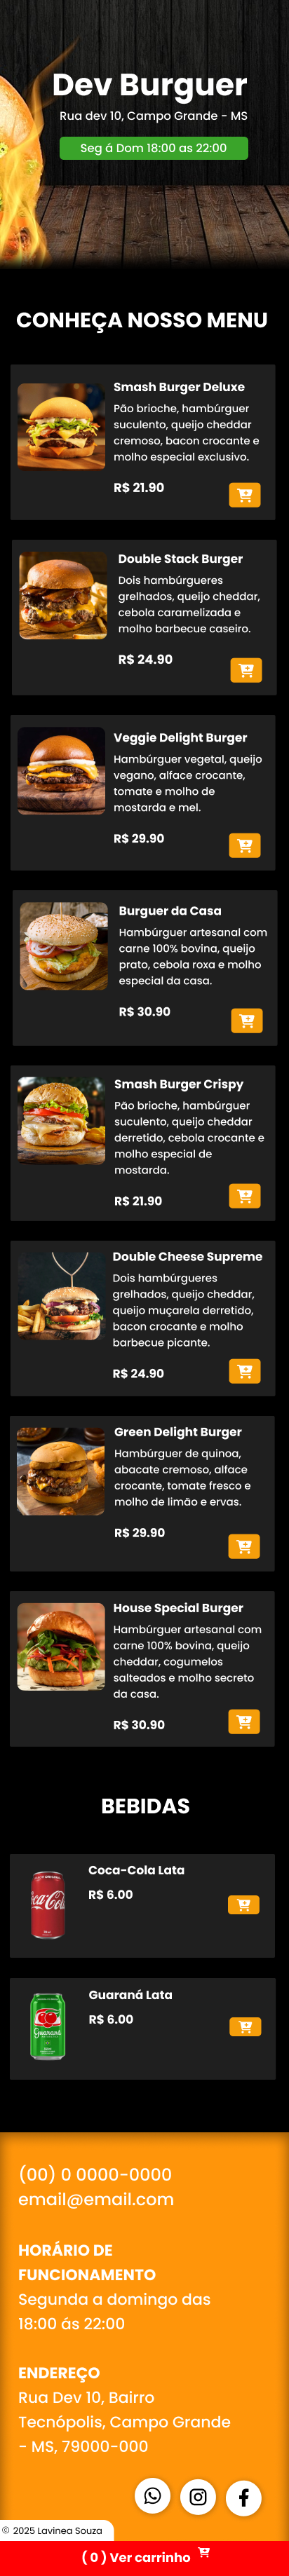 Dev Burguer
Rua dev 10, Campo Grande - MS
Seg á Dom 18:00 as 22:00
CONHEÇA NOSSO MENU
Smash Burger Deluxe
Pão brioche, hambúrguer
suculento, queijo cheddar
cremoso, bacon crocante e
molho especial exclusivo.
R$ 21.90
Double Stack Burger
Dois hambúrgueres
grelhados, queijo cheddar,
cebola caramelizada e
molho barbecue caseiro.
R$ 24.90
Veggie Delight Burger
Hambúrguer vegetal, queijo
vegano, alface crocante,
tomate e molho de
mostarda e mel.
R$ 29.90
Burguer da Casa
Hambúrguer artesanal com
carne 100% bovina, queijo
prato, cebola roxa e molho
especial da casa.
R$ 30.90
Smash Burger Crispy
Pão brioche, hambúrguer
suculento, queijo cheddar
derretido, cebola crocante e
molho especial de
mostarda.
R$ 21.90
Double Cheese Supreme
Dois hambúrgueres
grelhados, queijo cheddar,
queijo muçarela derretido,
bacon crocante e molho
barbecue picante.
R$ 24.90
Green Delight Burger
Hambúrguer de quinoa,
abacate cremoso, alface
crocante, tomate fresco e
molho de limão e ervas.
R$ 29.90
House Special Burger
Hambúrguer artesanal com
carne 100% bovina, queijo
cheddar, cogumelos
salteados e molho secreto
da casa.
R$ 30.90
BEBIDAS
Coca-Cola Lata
R$ 6.00
Coca-Cola
Guaraná Lata
R$ 6.00
Guaraná
(00) 0 0000-0000
email@email.com
HORÁRIO DE
FUNCIONAMENTO
Segunda a domingo das
18:00 ás 22:00
ENDEREÇO
Rua Dev 10, Bairro
Tecnópolis, Campo Grande
- MS, 79000-000
© 2025 Lavinea Souza
( 0 ) Ver carrinho